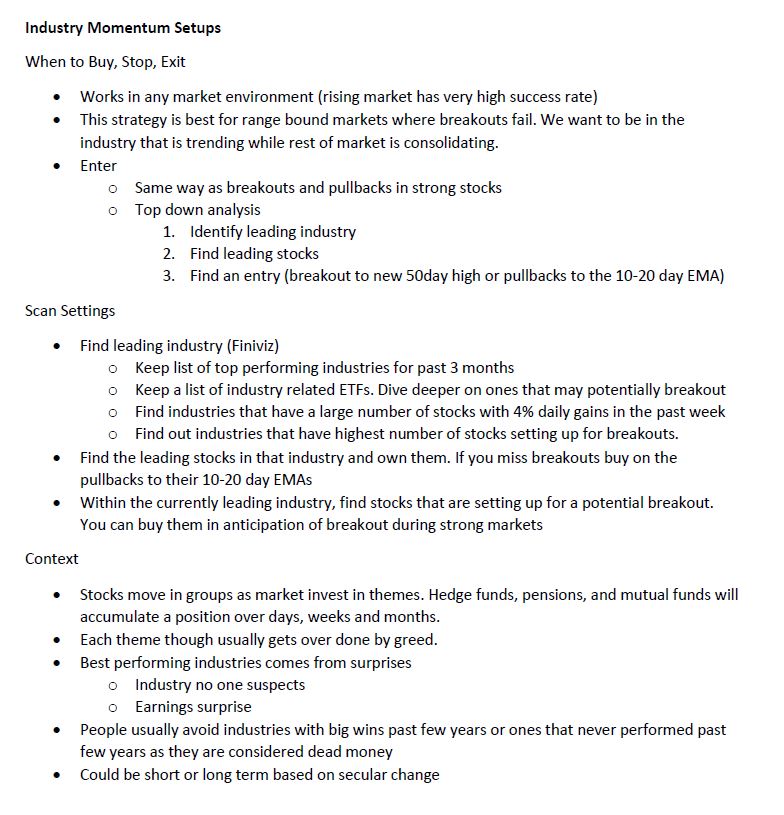 Industry Momentum Setups
When to Buy, Stop, Exit
• Works in any market environment (rising market has very high success rate)
• This strategy is best for range bound markets where breakouts fail. We want to be in the
industry that is trending while rest of market is consolidating.
• Enter
o Same way as breakouts and pullbacks in strong stocks
o Top down analysis
1. Identify leading industry
2. Find leading stocks
3. Find an entry (breakout to new 50day high or pullbacks to the 10-20 day EMA)
Scan Settings
• Find leading industry (Finiviz)
o Keep list of top performing industries for past 3 months
o Keep a list of industry related ETFs. Dive deeper on ones that may potentially breakout
o Find industries that have a large number of stocks with 4% daily gains in the past week
o Find out industries that have highest number of stocks setting up for breakouts.
• Find the leading stocks in that industry and own them. If you miss breakouts buy on the
pullbacks to their 10-20 day EMAs
• Within the currently leading industry, find stocks that are setting up for a potential breakout.
You can buy them in anticipation of breakout during strong markets
Context
• Stocks move in groups as market invest in themes. Hedge funds, pensions, and mutual funds will
accumulate a position over days, weeks and months.
• Each theme though usually gets over done by greed.
• Best performing industries comes from surprises
o Industry no one suspects
o Earnings surprise
• People usually avoid industries with big wins past few years or ones that never performed past
few years as they are considered dead money
• Could be short or long term based on secular change